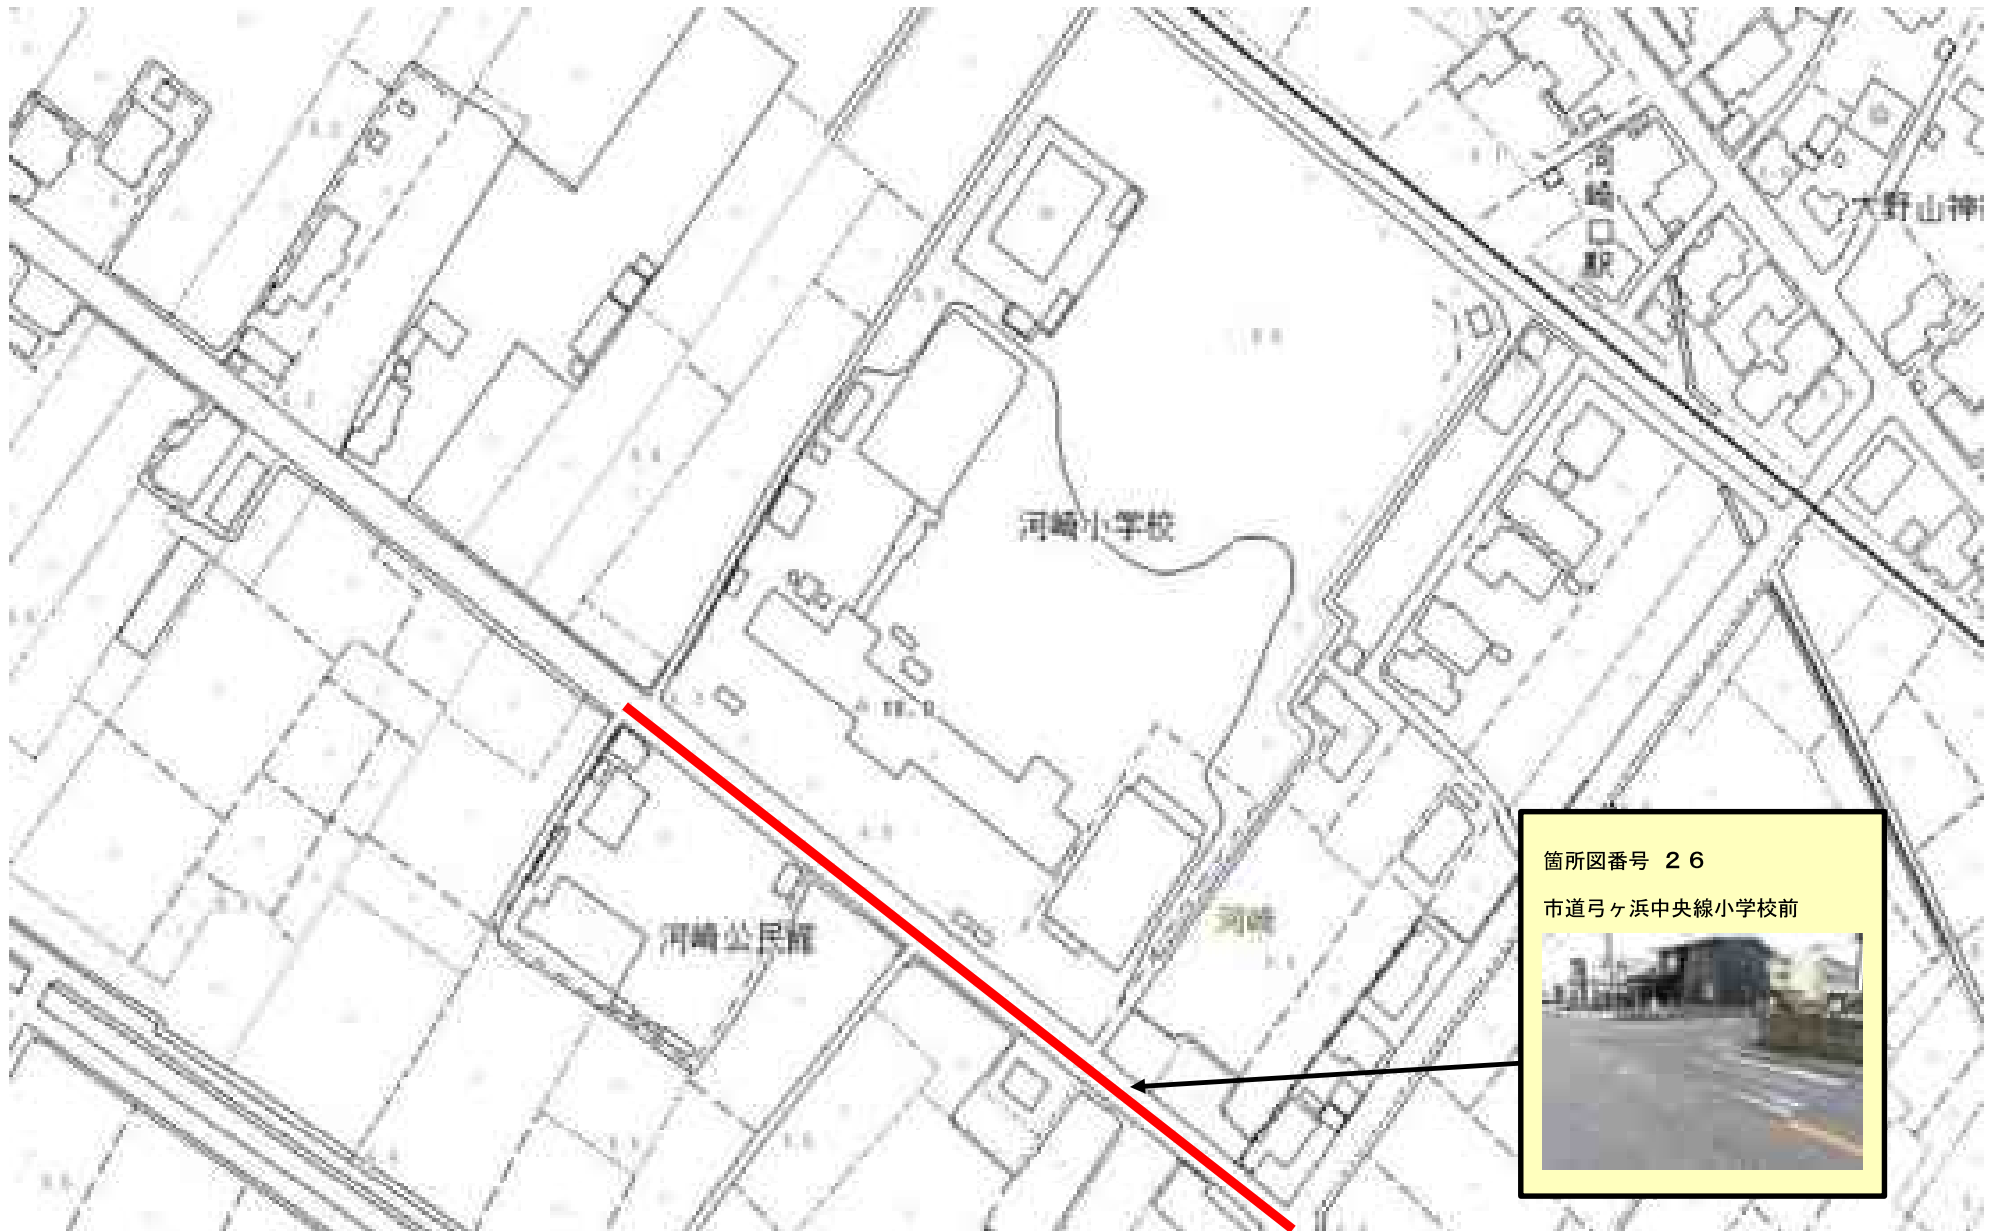 河崎口駅
大野山神
河崎小学校
河崎公民館
河崎
箇所図番号 ２６
市道弓ヶ浜中央線小学校前